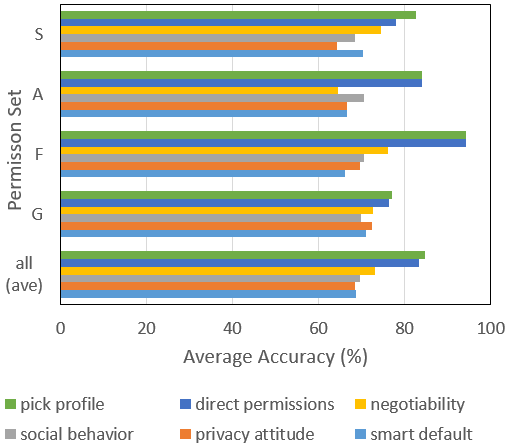 Permisson Set
S
A
F
G
all
(ave)
0 20 40 60 80 100
Average Accuracy (%)
pick profile direct permissions negotiability
social behavior privacy attitude smart default